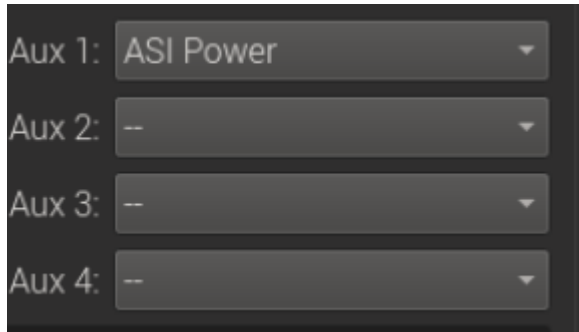 Aux 1: ASI Power
Aux 2: --
Aux 3: --
Aux 4: --